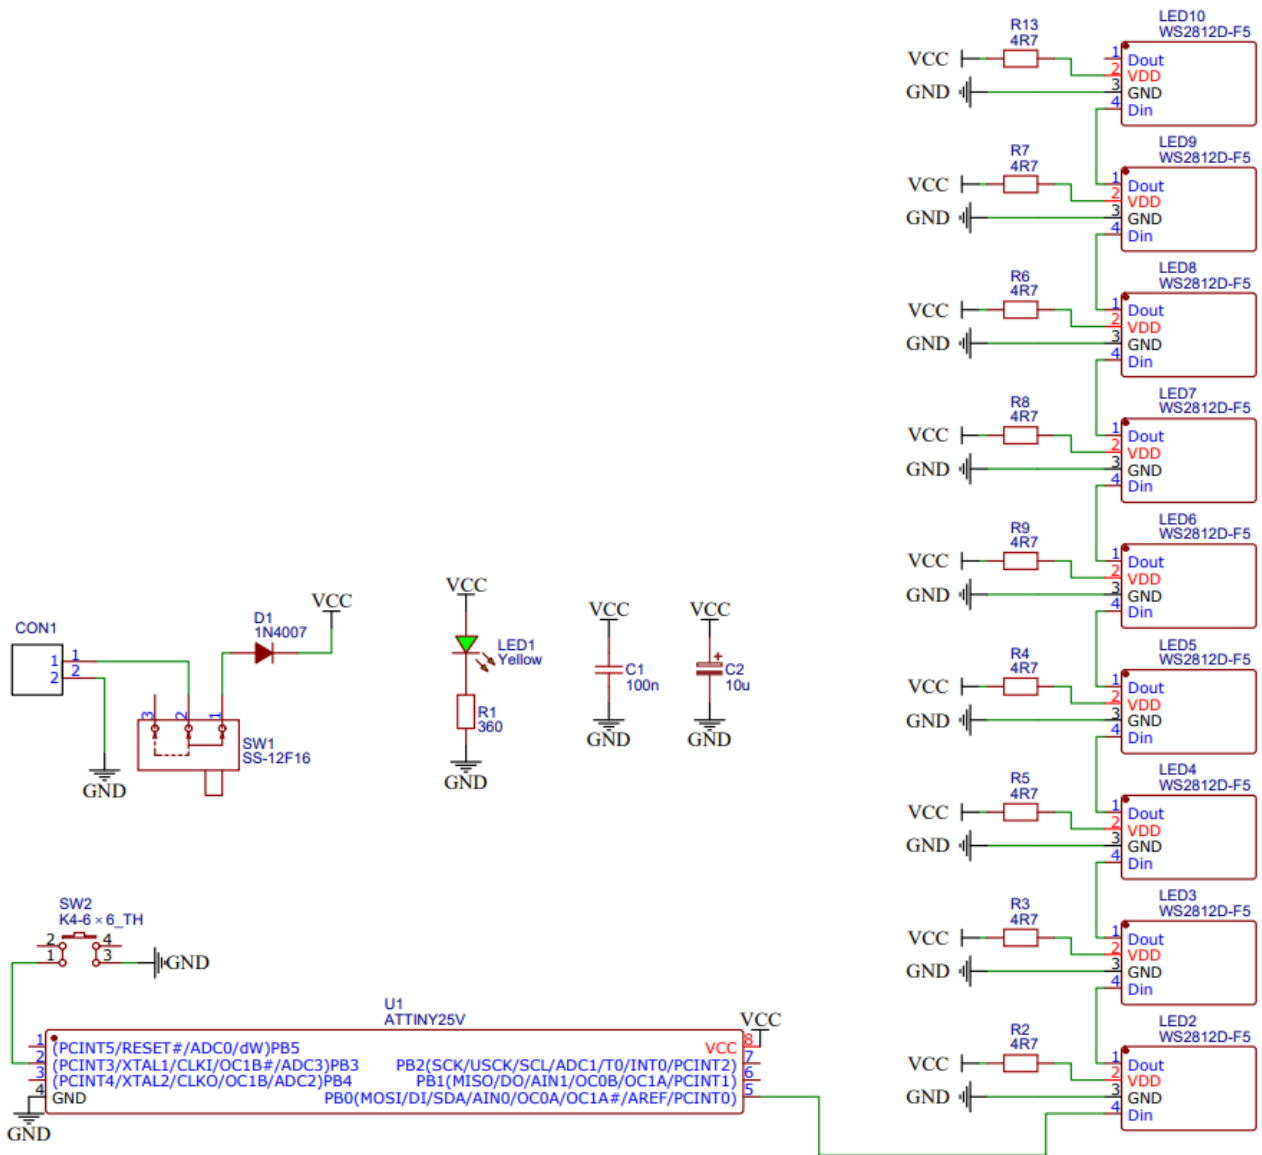 R13
4R7
VCC
GND
LED10
WS2812D-F5
1 Dout
2 VDD
3 GND
4 Din
R7
4R7
VCC
GND
LED9
WS2812D-F5
1 Dout
2 VDD
3 GND
4 Din
R6
4R7
VCC
GND
LED8
WS2812D-F5
1 Dout
2 VDD
3 GND
4 Din
R8
4R7
VCC
GND
LED7
WS2812D-F5
1 Dout
2 VDD
3 GND
4 Din
R9
4R7
VCC
GND
LED6
WS2812D-F5
1 Dout
2 VDD
3 GND
4 Din
R4
4R7
VCC
GND
LED5
WS2812D-F5
1 Dout
2 VDD
3 GND
4 Din
R5
4R7
VCC
GND
LED4
WS2812D-F5
1 Dout
2 VDD
3 GND
4 Din
R3
4R7
VCC
GND
LED3
WS2812D-F5
1 Dout
2 VDD
3 GND
4 Din
R2
4R7
VCC
GND
LED2
WS2812D-F5
1 Dout
2 VDD
3 GND
4 Din
CON1
1 1
2 2
GND
D1
1N4007
VCC
3 2 1
SW1
SS-12F16
VCC
LED1
Yellow
R1
360
GND
VCC
C1
100n
GND
VCC
+
C2
10u
GND
SW2
K4-6×6_TH
2 4
1 3
GND
U1
ATTINY25V
VCC
1 (PCINT5/RESET#/ADC0/dW)PB5
2 (PCINT3/XTAL1/CLKI/OC1B#/ADC3)PB3
3 (PCINT4/XTAL2/CLKO/OC1B/ADC2)PB4
4 GND
VCC 8
PB2(SCK/USCK/SCL/ADC1/T0/INT0/PCINT2) 7
PB1(MISO/DO/AIN1/OC0B/OC1A/PCINT1) 6
PB0(MOSI/DI/SDA/AIN0/OC0A/OC1A#/AREF/PCINT0) 5
GND